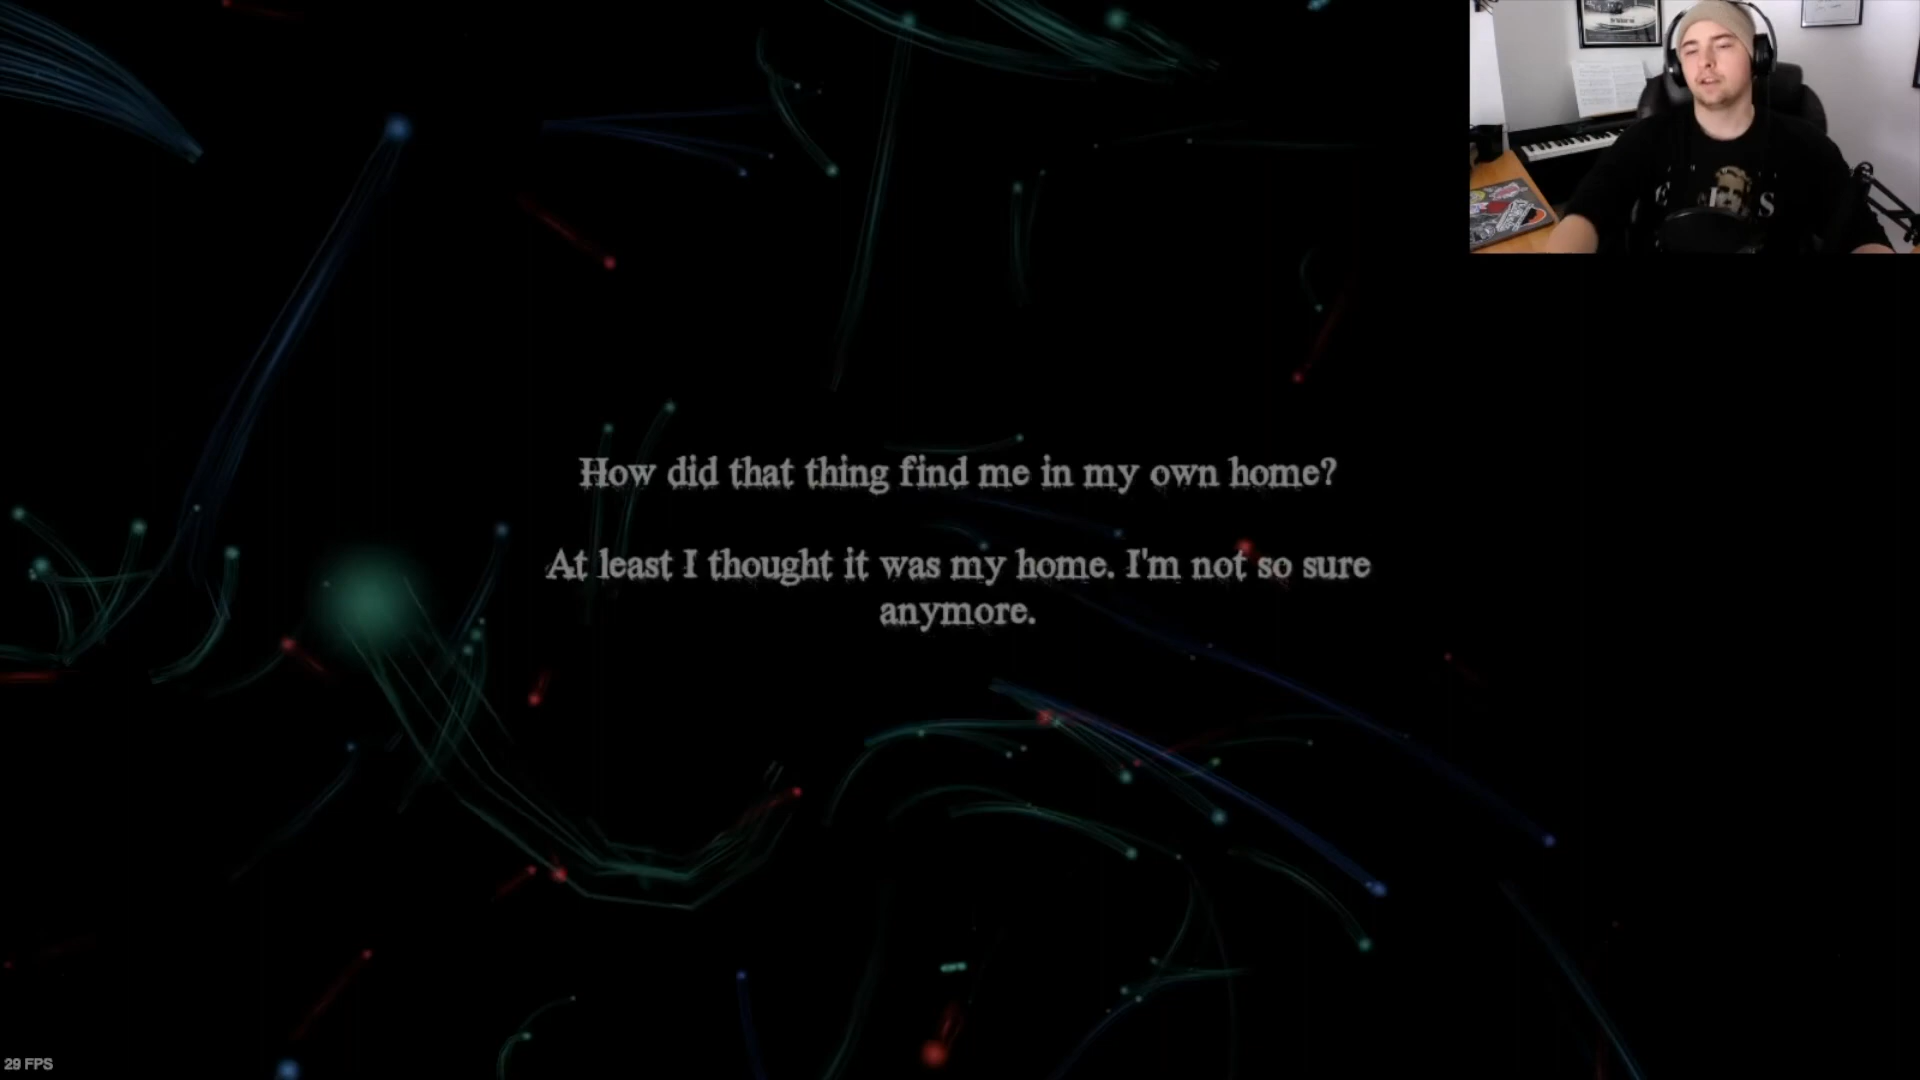 How did that thing find me in my own home?
At least I thought it was my home. I'm not so sure
anymore.
29 FPS